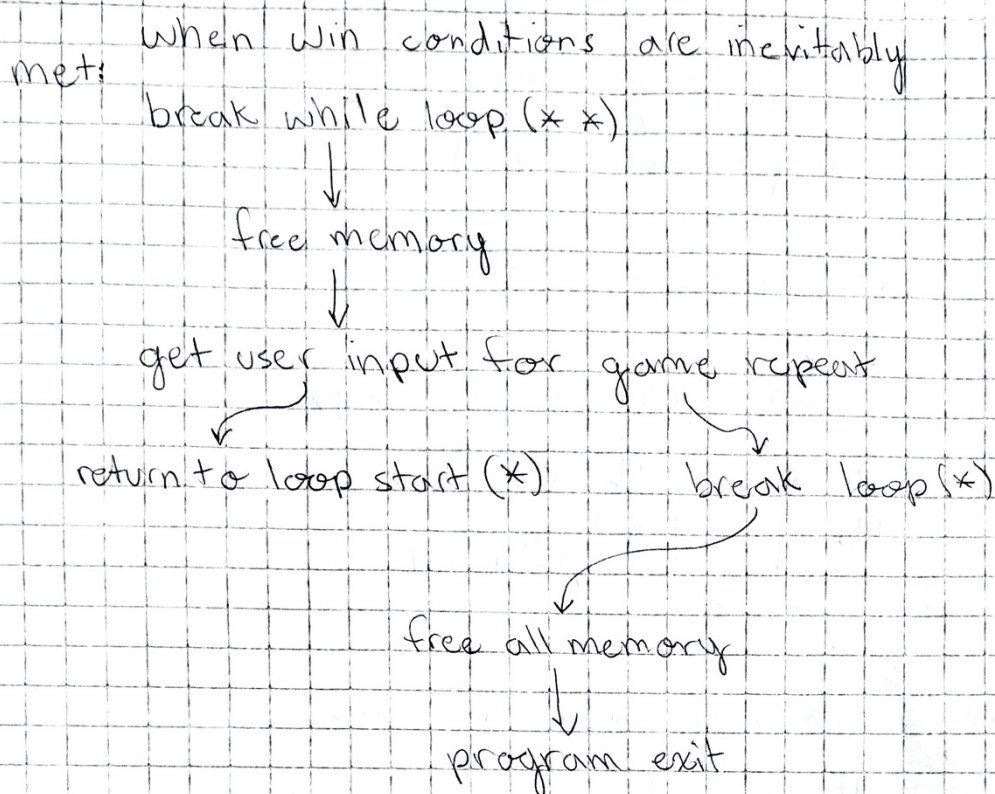 when win conditions are inevitably
met:
break while loop (* *)
free memory
get user input for game repeat
return to loop start (*)
break loop (*)
free all memory
program exit